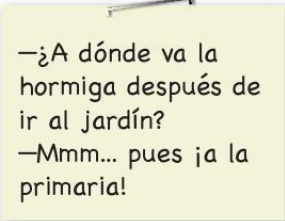 —¿A dónde va la
hormiga después de
ir al jardín?
—Mmm... pues ¡a la
primaria!